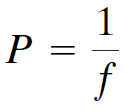 P = 1/f